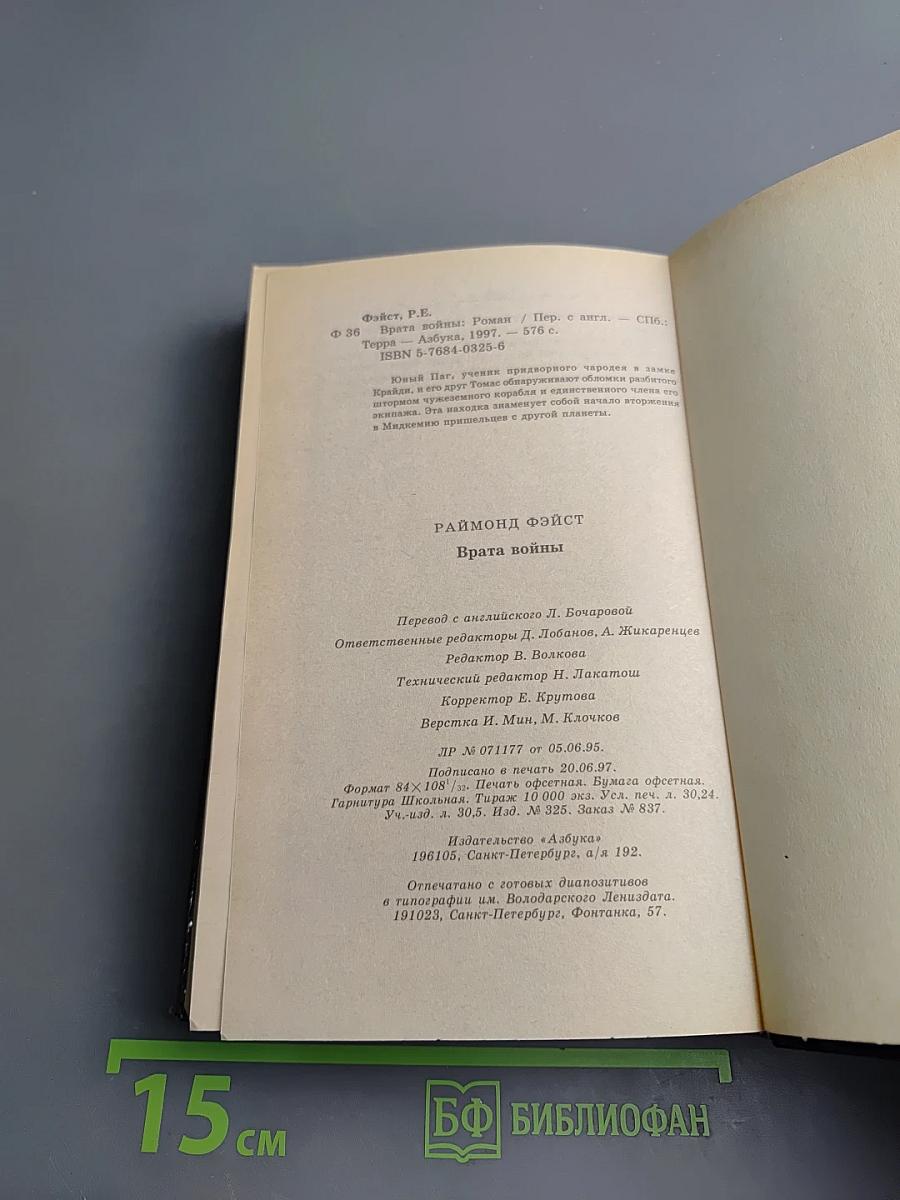 Фэйст, Р.Е.
Ф 36 Врата войны: Роман / Пер. с англ. — СПб.:
Терра — Азбука, 1997. — 576 с.
ISBN 5-7684-0325-6
Юный Паг, ученик придворного чародея в замке
Крайди, и его друг Томас обнаруживают обломки разбитого
штормом чужеземного корабля и единственного члена его
экипажа. Эта находка знаменует собой начало вторжения
в Мидкемию пришельцев с другой планеты.
РАЙМОНД ФЭЙСТ
Врата войны
Перевод с английского Л. Бочаровой
Ответственные редакторы Д. Лобанов, А. Жикаренцев
Редактор В. Волкова
Технический редактор Н. Лакатош
Корректор Е. Крутова
Верстка И. Мин, М. Клочков
ЛР № 071177 от 05.06.95.
Подписано в печать 20.06.97.
Формат 84×108¹/₃₂. Печать офсетная. Бумага офсетная.
Гарнитура Школьная. Тираж 10 000 экз. Усл. печ. л. 30,24.
Уч.-изд. л. 30,5. Изд. № 325. Заказ № 837.
Издательство «Азбука»
196105, Санкт-Петербург, а/я 192.
Отпечатано с готовых диапозитивов
в типографии им. Володарского Лениздата.
191023, Санкт-Петербург, Фонтанка, 57.
15 см
БФ БИБЛИОФАН